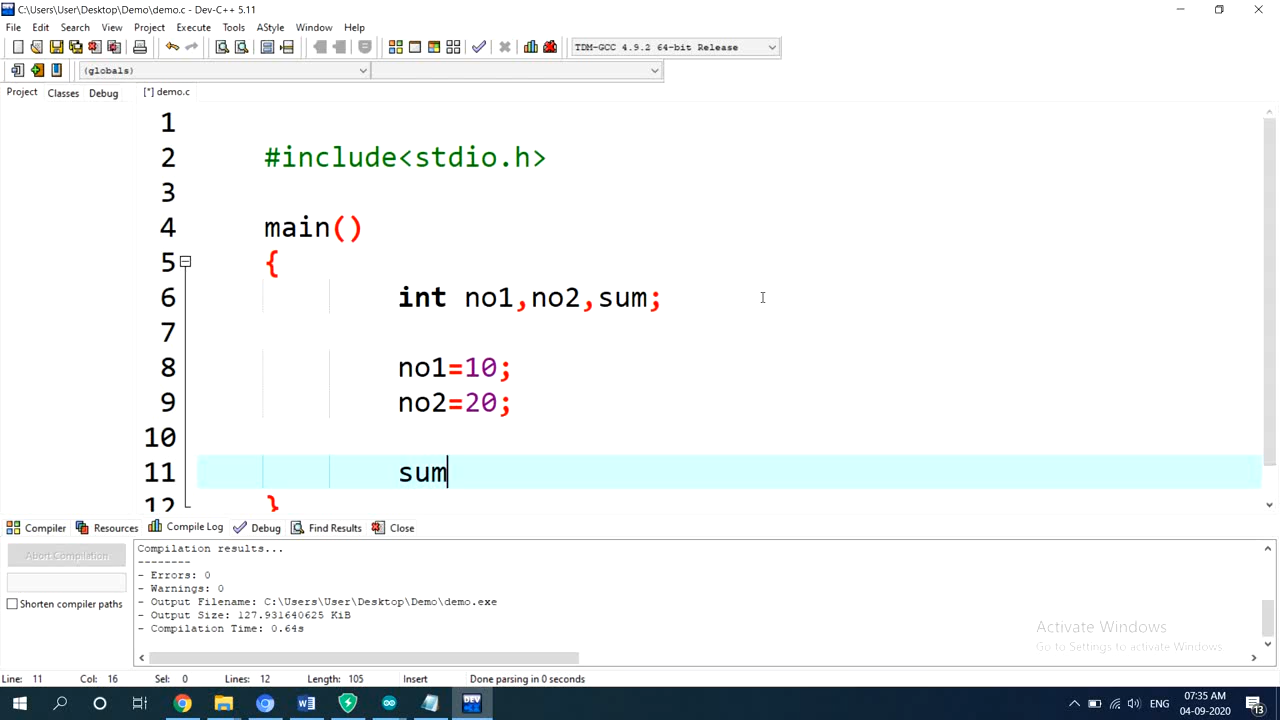 C:\Users\User\Desktop\Demo\demo.c - Dev-C++ 5.11
File Edit Search View Project Execute Tools AStyle Window Help
TDM-GCC 4.9.2 64-bit Release
(globals)
Project Classes Debug [*] demo.c
1
2 #include<stdio.h>
3
4 main()
5 {
6 int no1,no2,sum;
7
8 no1=10;
9 no2=20;
10
11 sum
12 }
Compiler Resources Compile Log Debug Find Results Close
Abort Compilation
Shorten compiler paths
Compilation results...
--------
- Errors: 0
- Warnings: 0
- Output Filename: C:\Users\User\Desktop\Demo\demo.exe
- Output Size: 127.931640625 KiB
- Compilation Time: 0.64s
Activate Windows
Go to Settings to activate Windows.
Line: 11 Col: 16 Sel: 0 Lines: 12 Length: 105 Insert Done parsing in 0 seconds
DEV
ENG
07:35 AM
04-09-2020
13